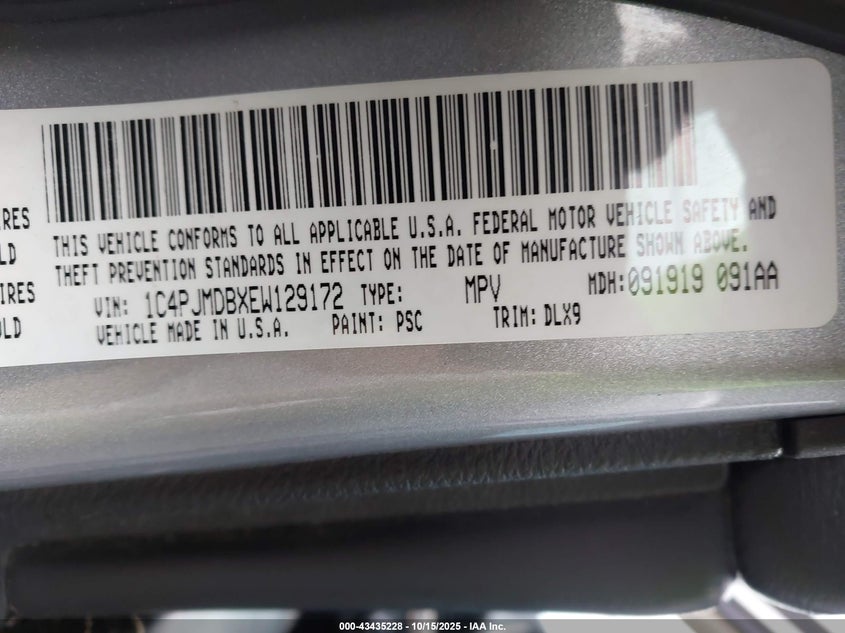 THIS VEHICLE CONFORMS TO ALL APPLICABLE U.S.A. FEDERAL MOTOR VEHICLE SAFETY AND
IRES
THEFT PREVENTION STANDARDS IN EFFECT ON THE DATE OF MANUFACTURE SHOWN ABOVE.
LD
VIN: 1C4PJMDBXEW129172 TYPE: MPV MDH:091919 091AA
IRES
VEHICLE MADE IN U.S.A. PAINT: PSC TRIM: DLX9
OLD
000-43435228 - 10/15/2025 - IAA Inc.